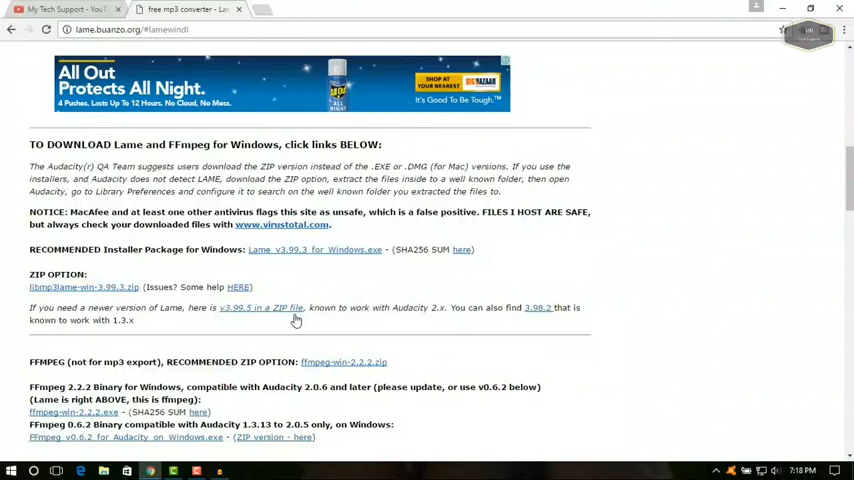 My Tech Support - YouT
free mp3 converter - Lam
lame.buanzo.org/#lamewindl
All Out
Protects All Night.
4 Pushes. Lasts Up To 12 Hours. No Cloud, No Mess.
SHOP AT
YOUR NEAREST
BIG BAZAAR
It's Good To Be Tough.™
TO DOWNLOAD Lame and FFmpeg for Windows, click links BELOW:
The Audacity(r) QA Team suggests users download the ZIP version instead of the .EXE or .DMG (for Mac) versions. If you use the
installers, and Audacity does not detect LAME, download the ZIP option, extract the files inside to a well known folder, then open
Audacity, go to Library Preferences and configure it to search on the well known folder you extracted the files to.
NOTICE: MacAfee and at least one other antivirus flags this site as unsafe, which is a false positive. FILES I HOST ARE SAFE,
but always check your downloaded files with www.virustotal.com.
RECOMMENDED Installer Package for Windows: Lame_v3.99.3_for_Windows.exe - (SHA256 SUM here)
ZIP OPTION:
libmp3lame-win-3.99.3.zip (Issues? Some help HERE)
If you need a newer version of Lame, here is v3.99.5 in a ZIP file, known to work with Audacity 2.x. You can also find 3.98.2 that is
known to work with 1.3.x
FFMPEG (not for mp3 export), RECOMMENDED ZIP OPTION: ffmpeg-win-2.2.2.zip
FFmpeg 2.2.2 Binary for Windows, compatible with Audacity 2.0.6 and later (please update, or use v0.6.2 below)
(Lame is right ABOVE, this is ffmpeg):
ffmpeg-win-2.2.2.exe - (SHA256 SUM here)
FFmpeg 0.6.2 Binary compatible with Audacity 1.3.13 to 2.0.5 only, on Windows:
FFmpeg_v0.6.2_for_Audacity_on_Windows.exe - (ZIP version - here)
7:18 PM